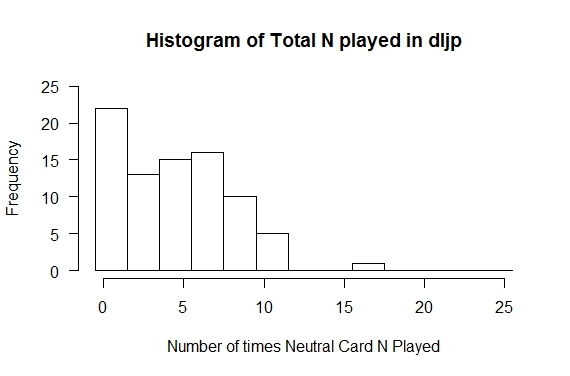 Histogram of Total N played in dljp
25
20
15
10
5
0
Frequency
0 5 10 15 20 25
Number of times Neutral Card N Played